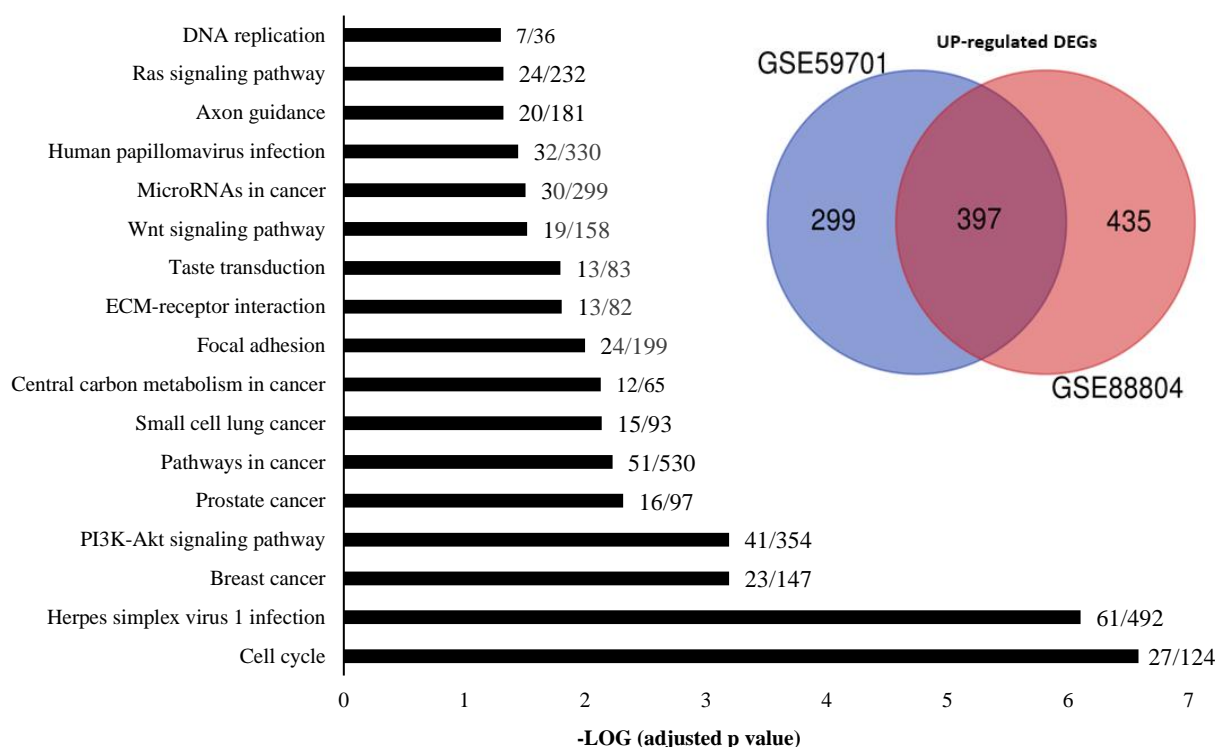 DNA replication 7/36
Ras signaling pathway 24/232
Axon guidance 20/181
Human papillomavirus infection 32/330
MicroRNAs in cancer 30/299
Wnt signaling pathway 19/158
Taste transduction 13/83
ECM-receptor interaction 13/82
Focal adhesion 24/199
Central carbon metabolism in cancer 12/65
Small cell lung cancer 15/93
Pathways in cancer 51/530
Prostate cancer 16/97
PI3K-Akt signaling pathway 41/354
Breast cancer 23/147
Herpes simplex virus 1 infection 61/492
Cell cycle 27/124
0 1 2 3 4 5 6 7
-LOG (adjusted p value)
UP-regulated DEGs
GSE59701
299 397 435
GSE88804